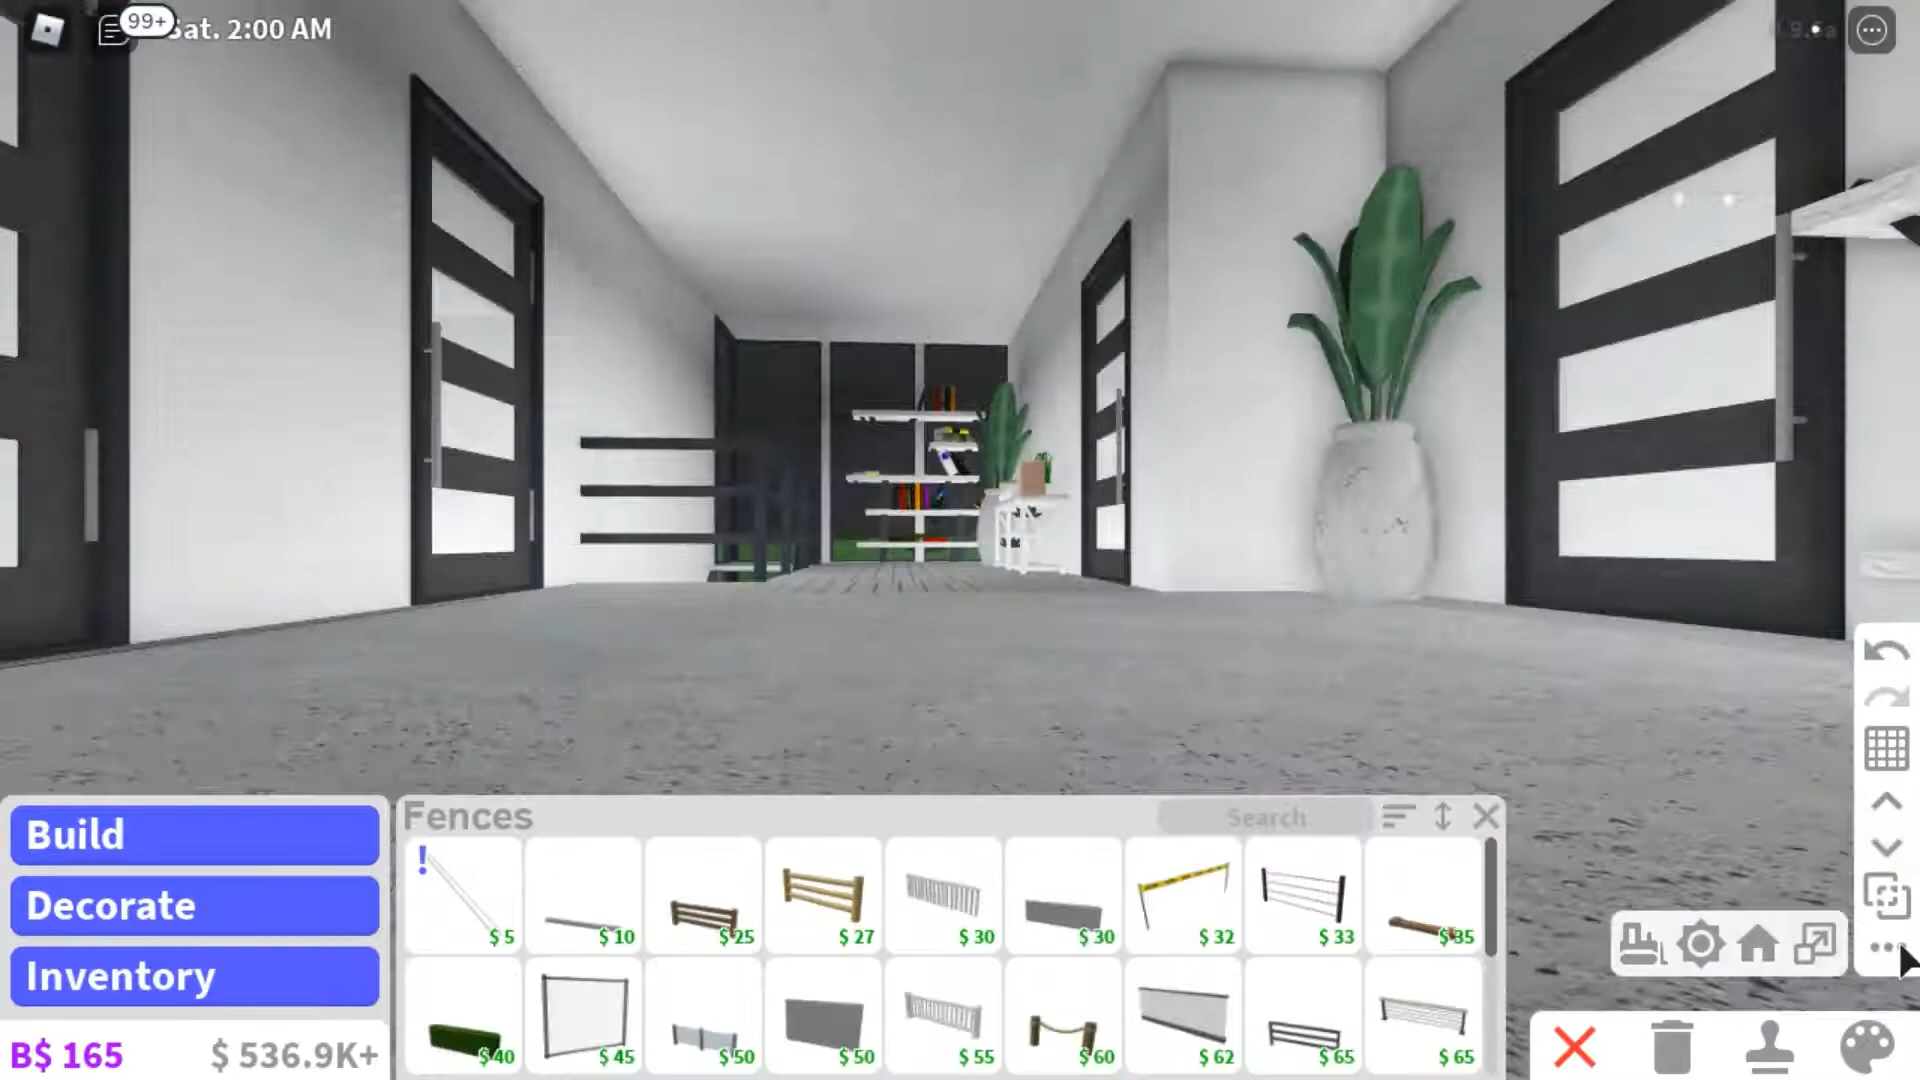 99+
Sat. 2:00 AM
Build
Decorate
Inventory
B$ 165
$ 536.9K+
Fences
Search
!
$ 5
$ 10
$ 25
$ 27
$ 30
$ 30
$ 32
$ 33
$ 35
$ 40
$ 45
$ 50
$ 50
$ 55
$ 60
$ 62
$ 65
$ 65